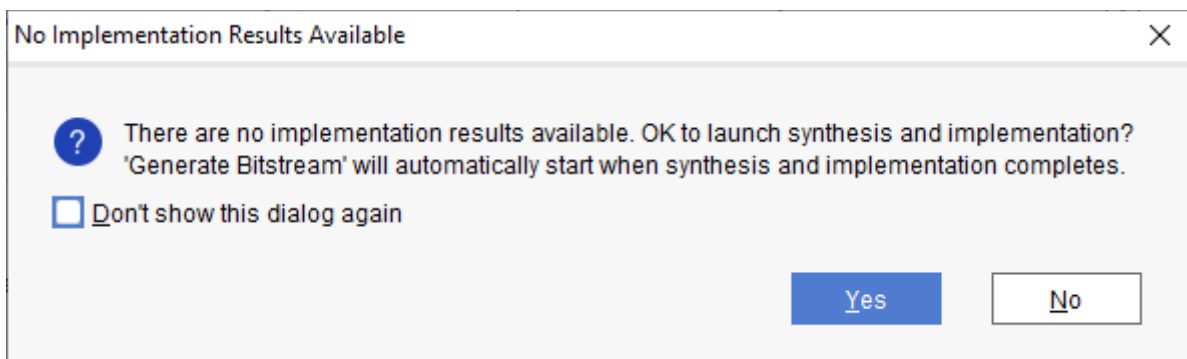 No Implementation Results Available
?
There are no implementation results available. OK to launch synthesis and implementation?
'Generate Bitstream' will automatically start when synthesis and implementation completes.
Don't show this dialog again
Yes
No